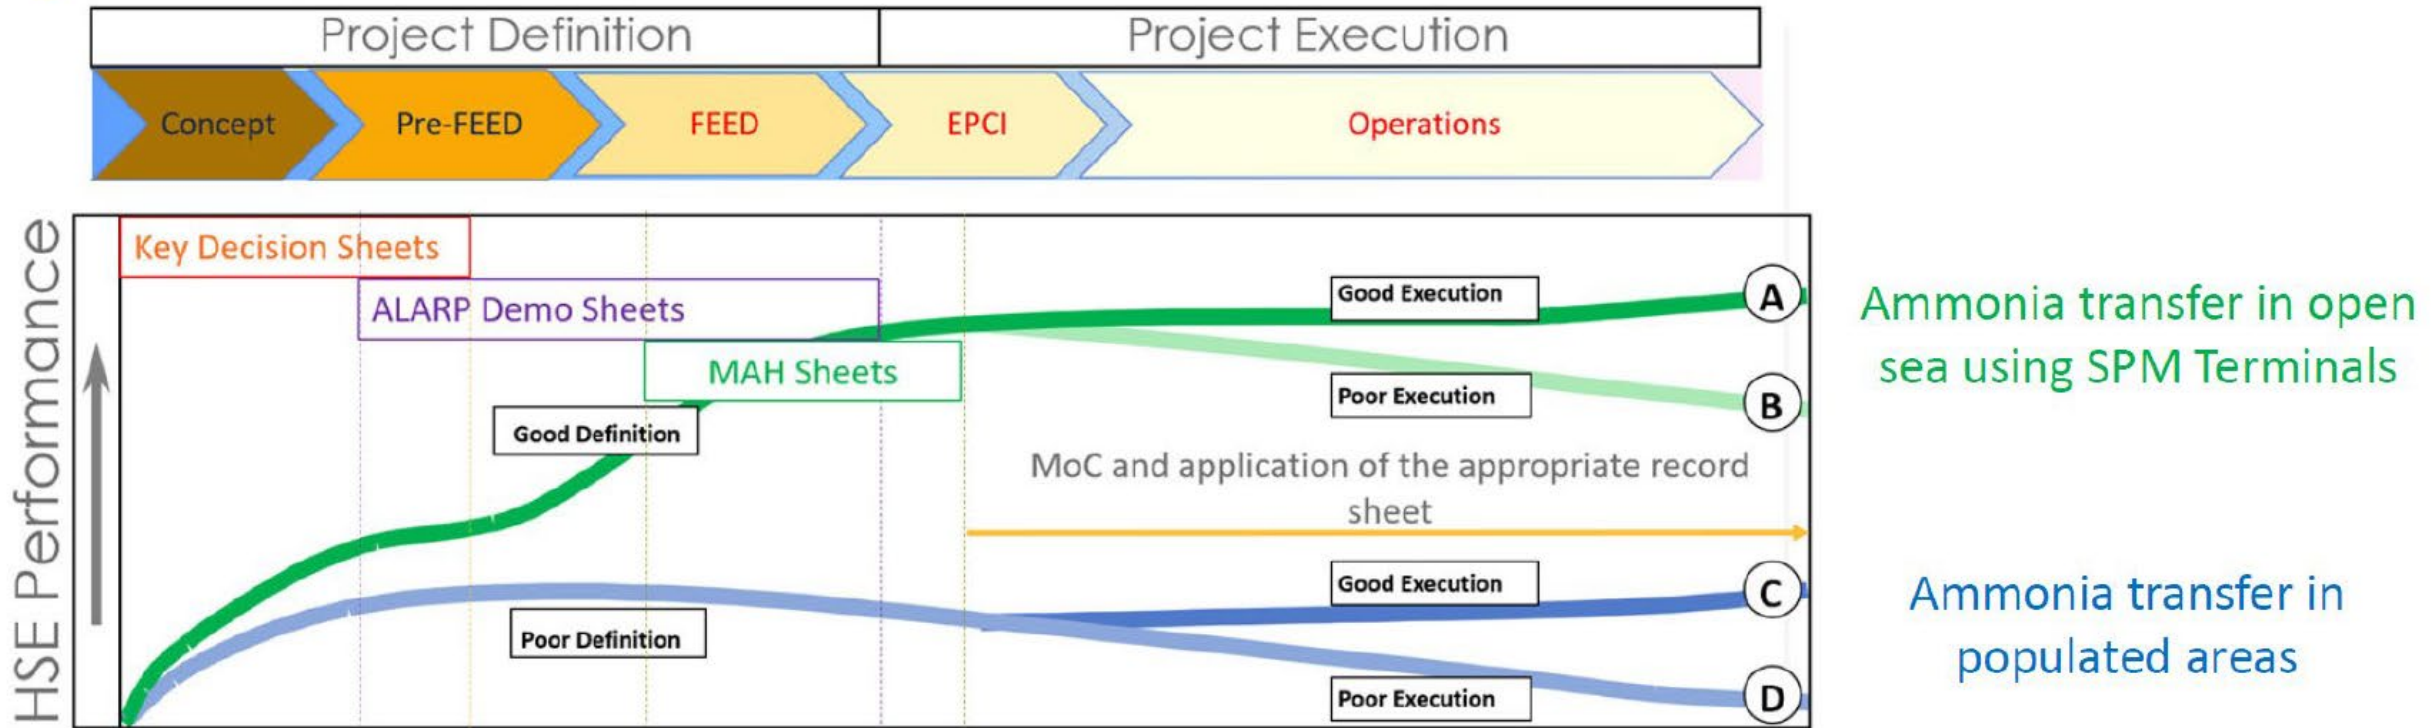 Project Definition
Project Execution
Concept
Pre-FEED
FEED
EPCI
Operations
HSE Performance
Key Decision Sheets
ALARP Demo Sheets
MAH Sheets
Good Definition
Poor Definition
Good Execution
A
Poor Execution
B
MoC and application of the appropriate record
sheet
Good Execution
C
Poor Execution
D
Ammonia transfer in open
sea using SPM Terminals
Ammonia transfer in
populated areas